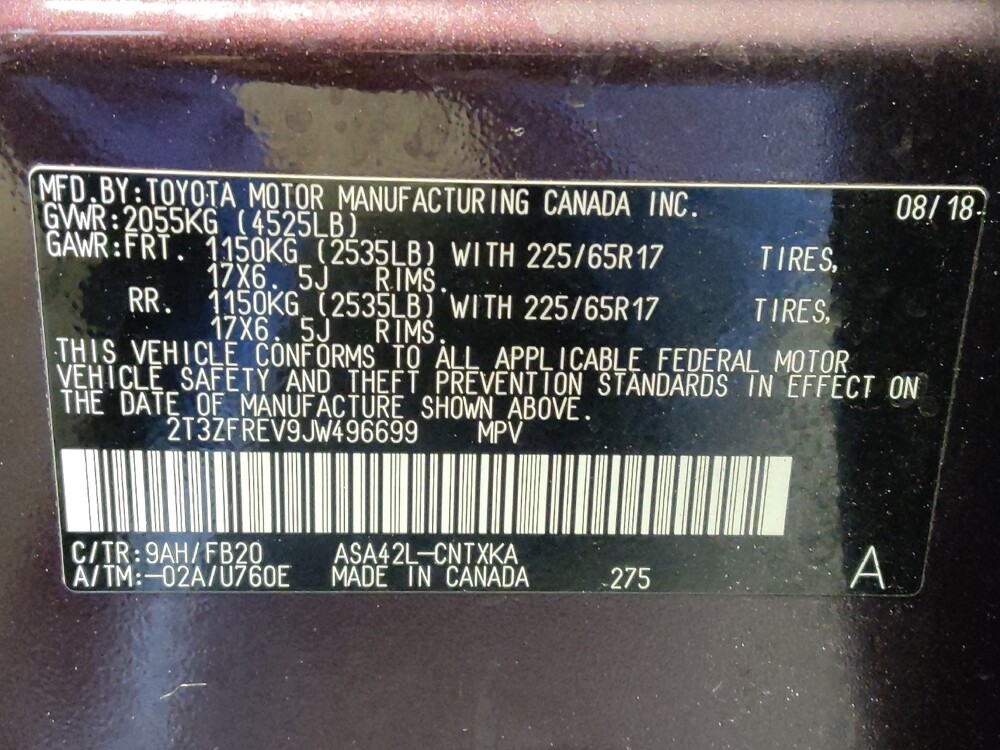 MFD.BY:TOYOTA MOTOR MANUFACTURING CANADA INC. 08/18
GVWR:2055KG (4525LB)
GAWR:FRT. 1150KG (2535LB) WITH 225/65R17 TIRES,
17X6. 5J RIMS.
RR. 1150KG (2535LB) WITH 225/65R17 TIRES,
17X6. 5J RIMS.
THIS VEHICLE CONFORMS TO ALL APPLICABLE FEDERAL MOTOR
VEHICLE SAFETY AND THEFT PREVENTION STANDARDS IN EFFECT ON
THE DATE OF MANUFACTURE SHOWN ABOVE.
2T3ZFREV9JW496699 MPV
C/TR:9AH/FB20 ASA42L-CNTXKA
A/TM:-02A/U760E MADE IN CANADA 275 A